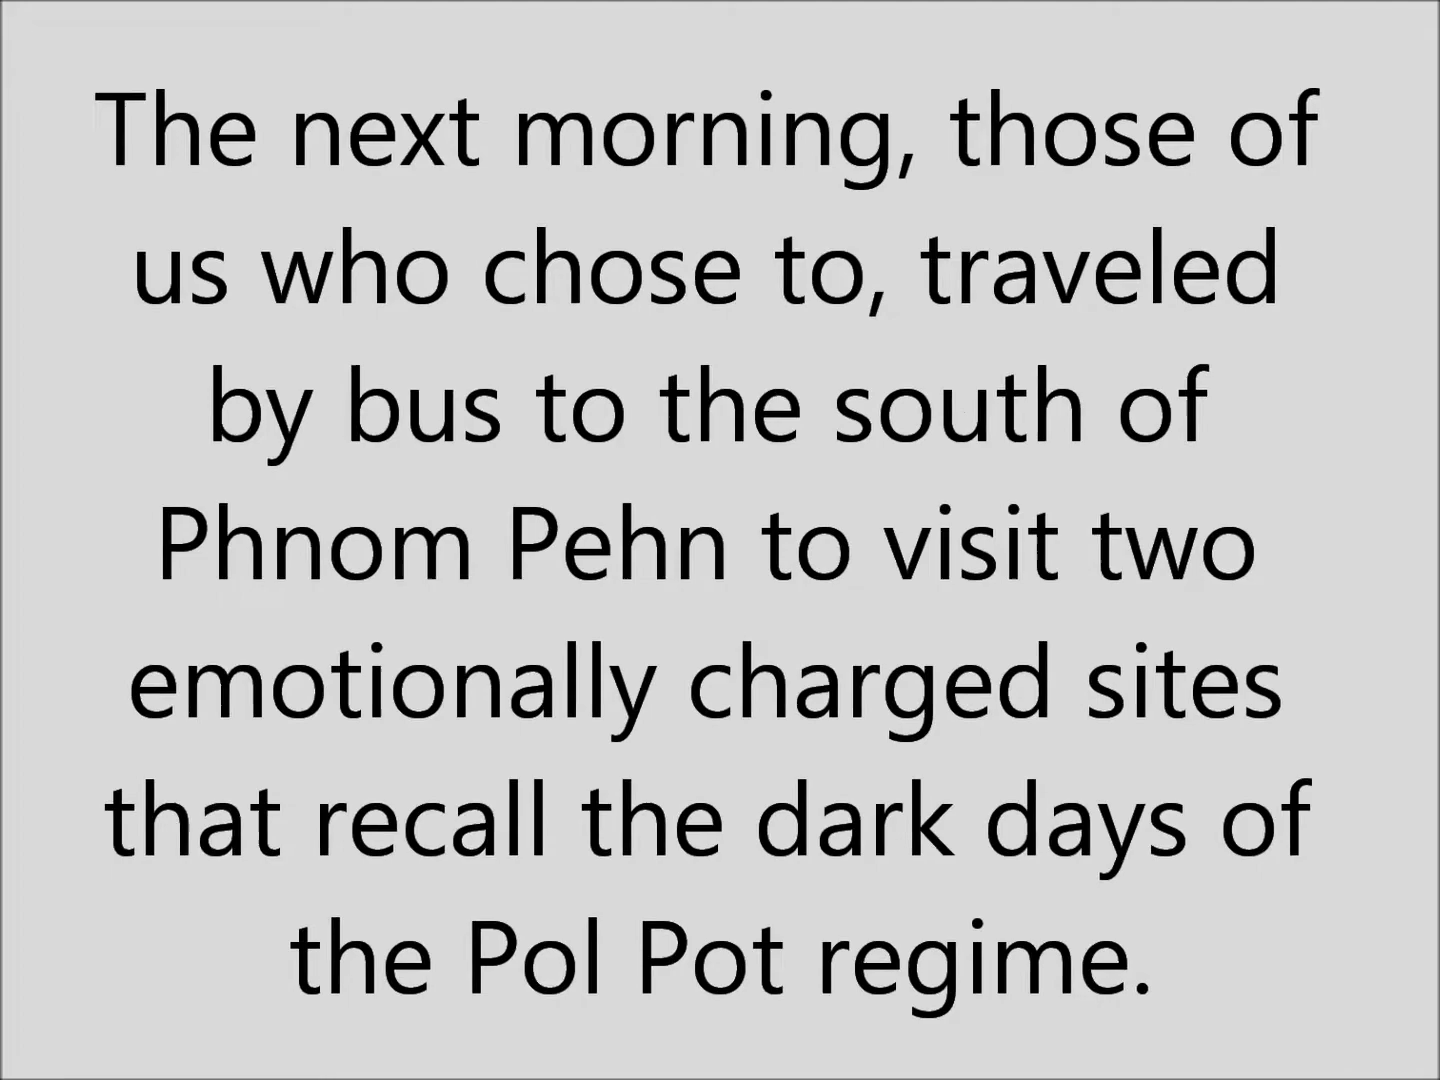 The next morning, those of
us who chose to, traveled
by bus to the south of
Phnom Pehn to visit two
emotionally charged sites
that recall the dark days of
the Pol Pot regime.